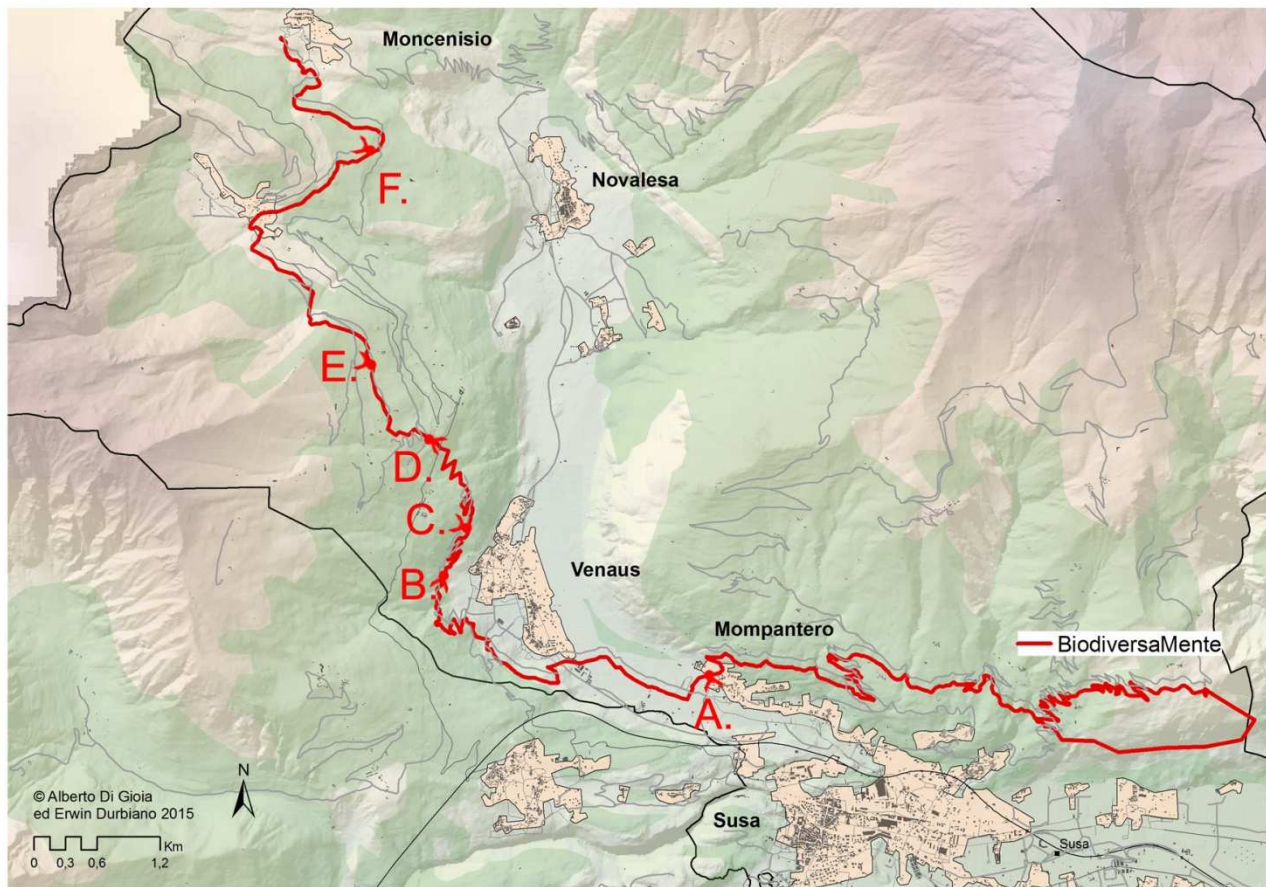 Moncenisio
F.
Novalesa
E.
D.
C.
Venaus
B.
Mompantero
BiodiversaMente
A.
N
© Alberto Di Gioia
ed Erwin Durbiano 2015
Km
0 0,3 0,6 1,2
Susa
Susa